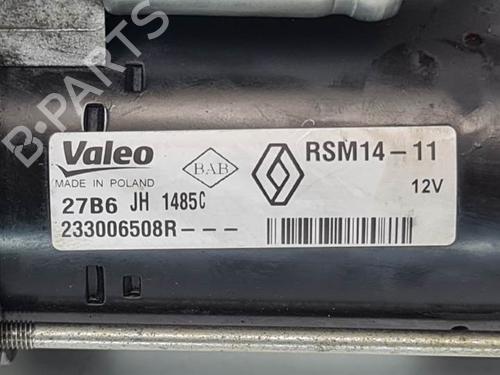 B-PARTS
Valeo
BAB
RSM14-11
MADE IN POLAND
12V
27B6 JH 1485C
233006508R---